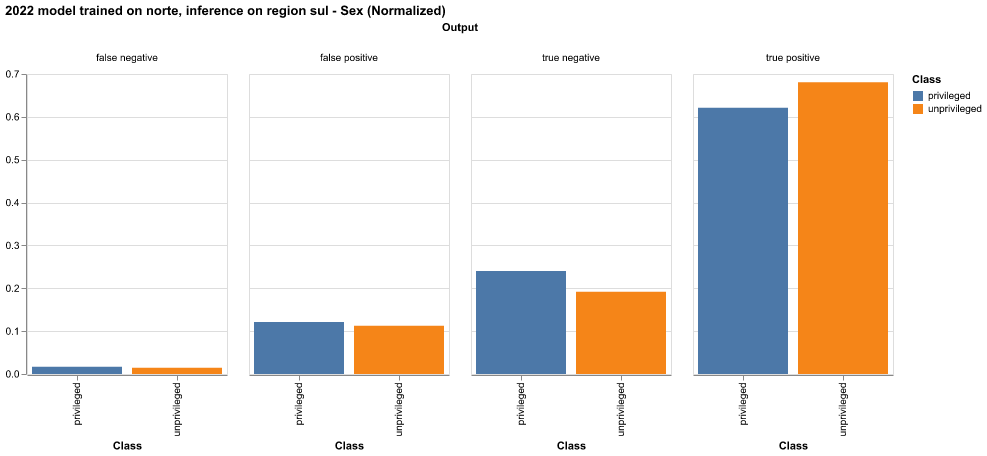 2022 model trained on norte, inference on region sul - Sex (Normalized)
Output
false negative
false positive
true negative
true positive
0.7
0.6
0.5
0.4
0.3
0.2
0.1
0.0
privileged
unprivileged
privileged
unprivileged
privileged
unprivileged
privileged
unprivileged
Class
Class
Class
Class
Class
privileged
unprivileged